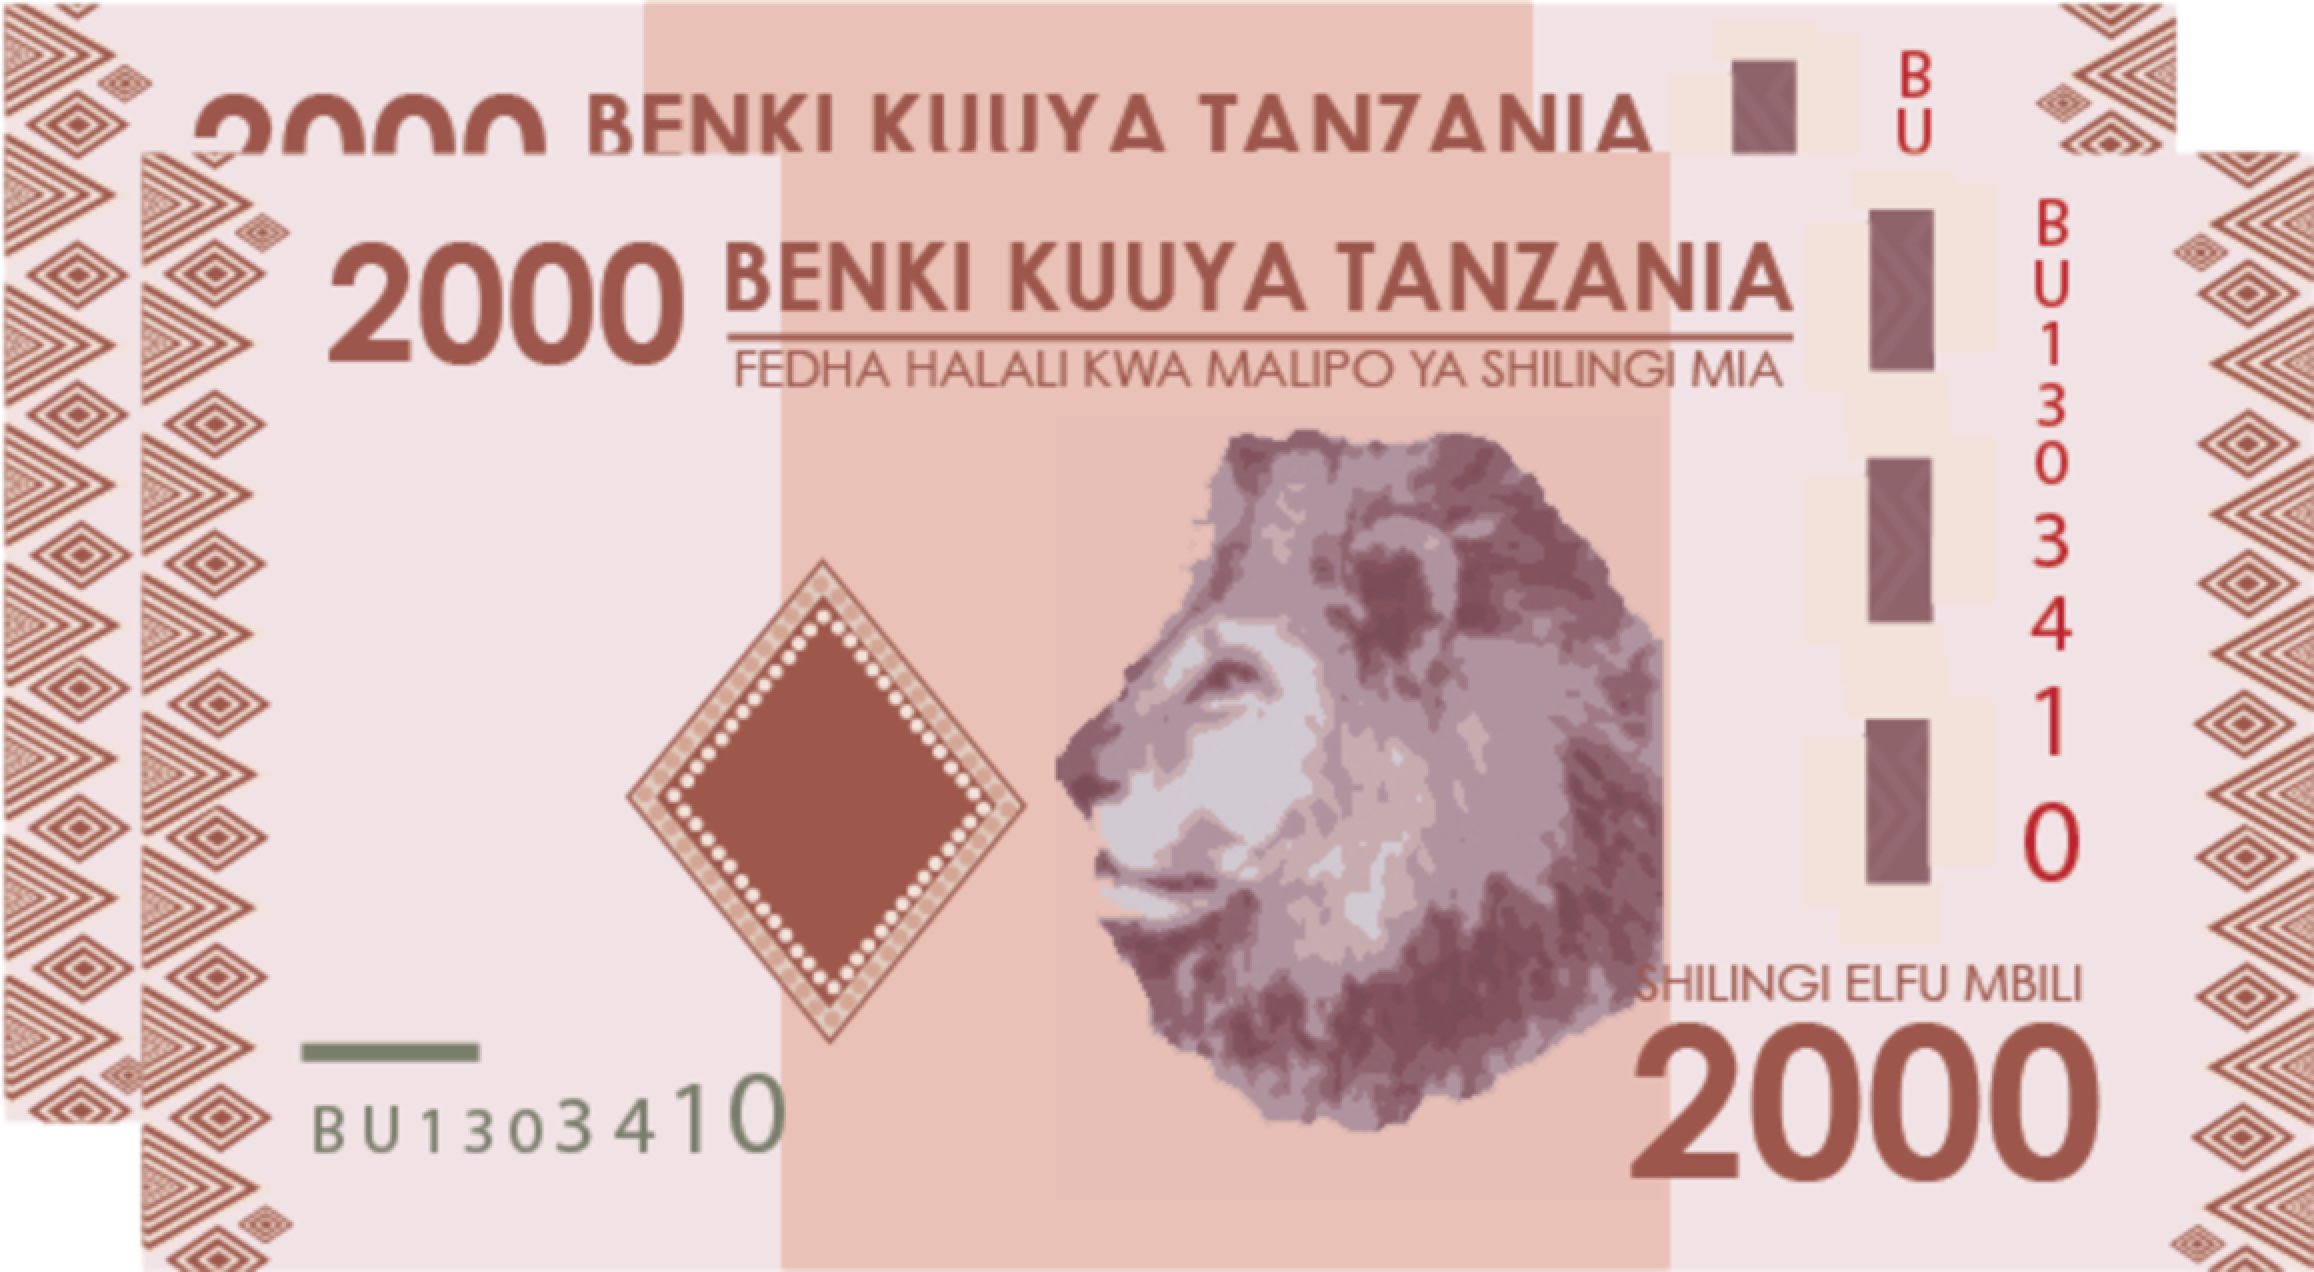 2000 BENKI KUUYA TANZANIA
BU
2000 BENKI KUUYA TANZANIA
FEDHA HALALI KWA MALIPO YA SHILINGI MIA
BU1303410
SHILINGI ELFU MBILI
2000
BU1303410